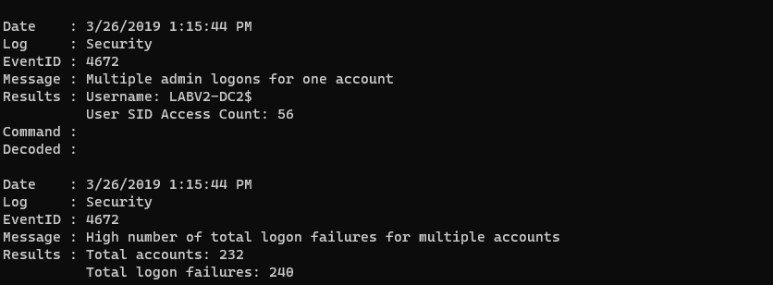 Date    : 3/26/2019 1:15:44 PM
Log     : Security
EventID : 4672
Message : Multiple admin logons for one account
Results : Username: LABV2-DC2$
          User SID Access Count: 56
Command :
Decoded :

Date    : 3/26/2019 1:15:44 PM
Log     : Security
EventID : 4672
Message : High number of total logon failures for multiple accounts
Results : Total accounts: 232
          Total logon failures: 240